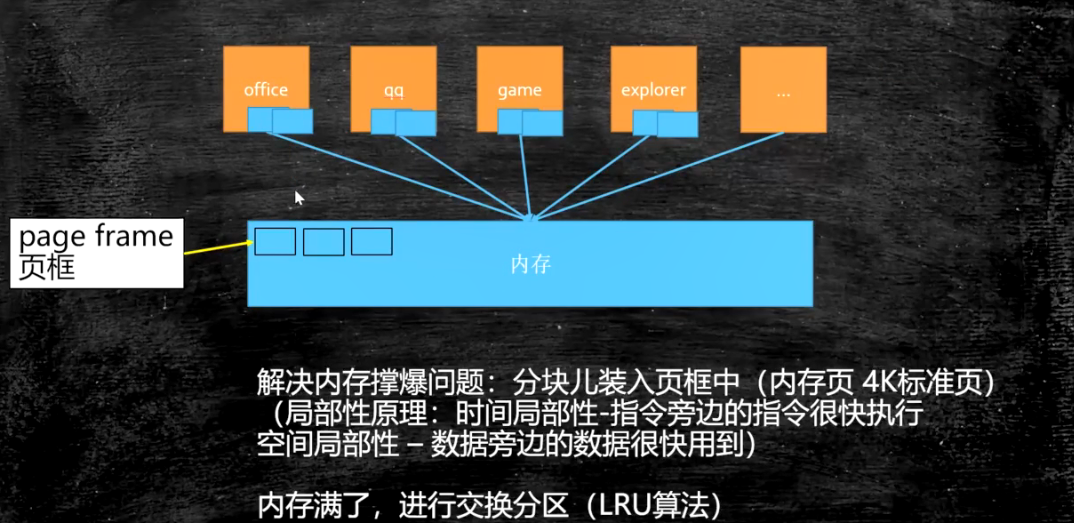 office
qq
game
explorer
...
page frame
页框
内存
解决内存撑爆问题：分块儿装入页框中（内存页 4K标准页）
（局部性原理：时间局部性-指令旁边的指令很快执行
空间局部性 – 数据旁边的数据很快用到）
内存满了，进行交换分区（LRU算法）